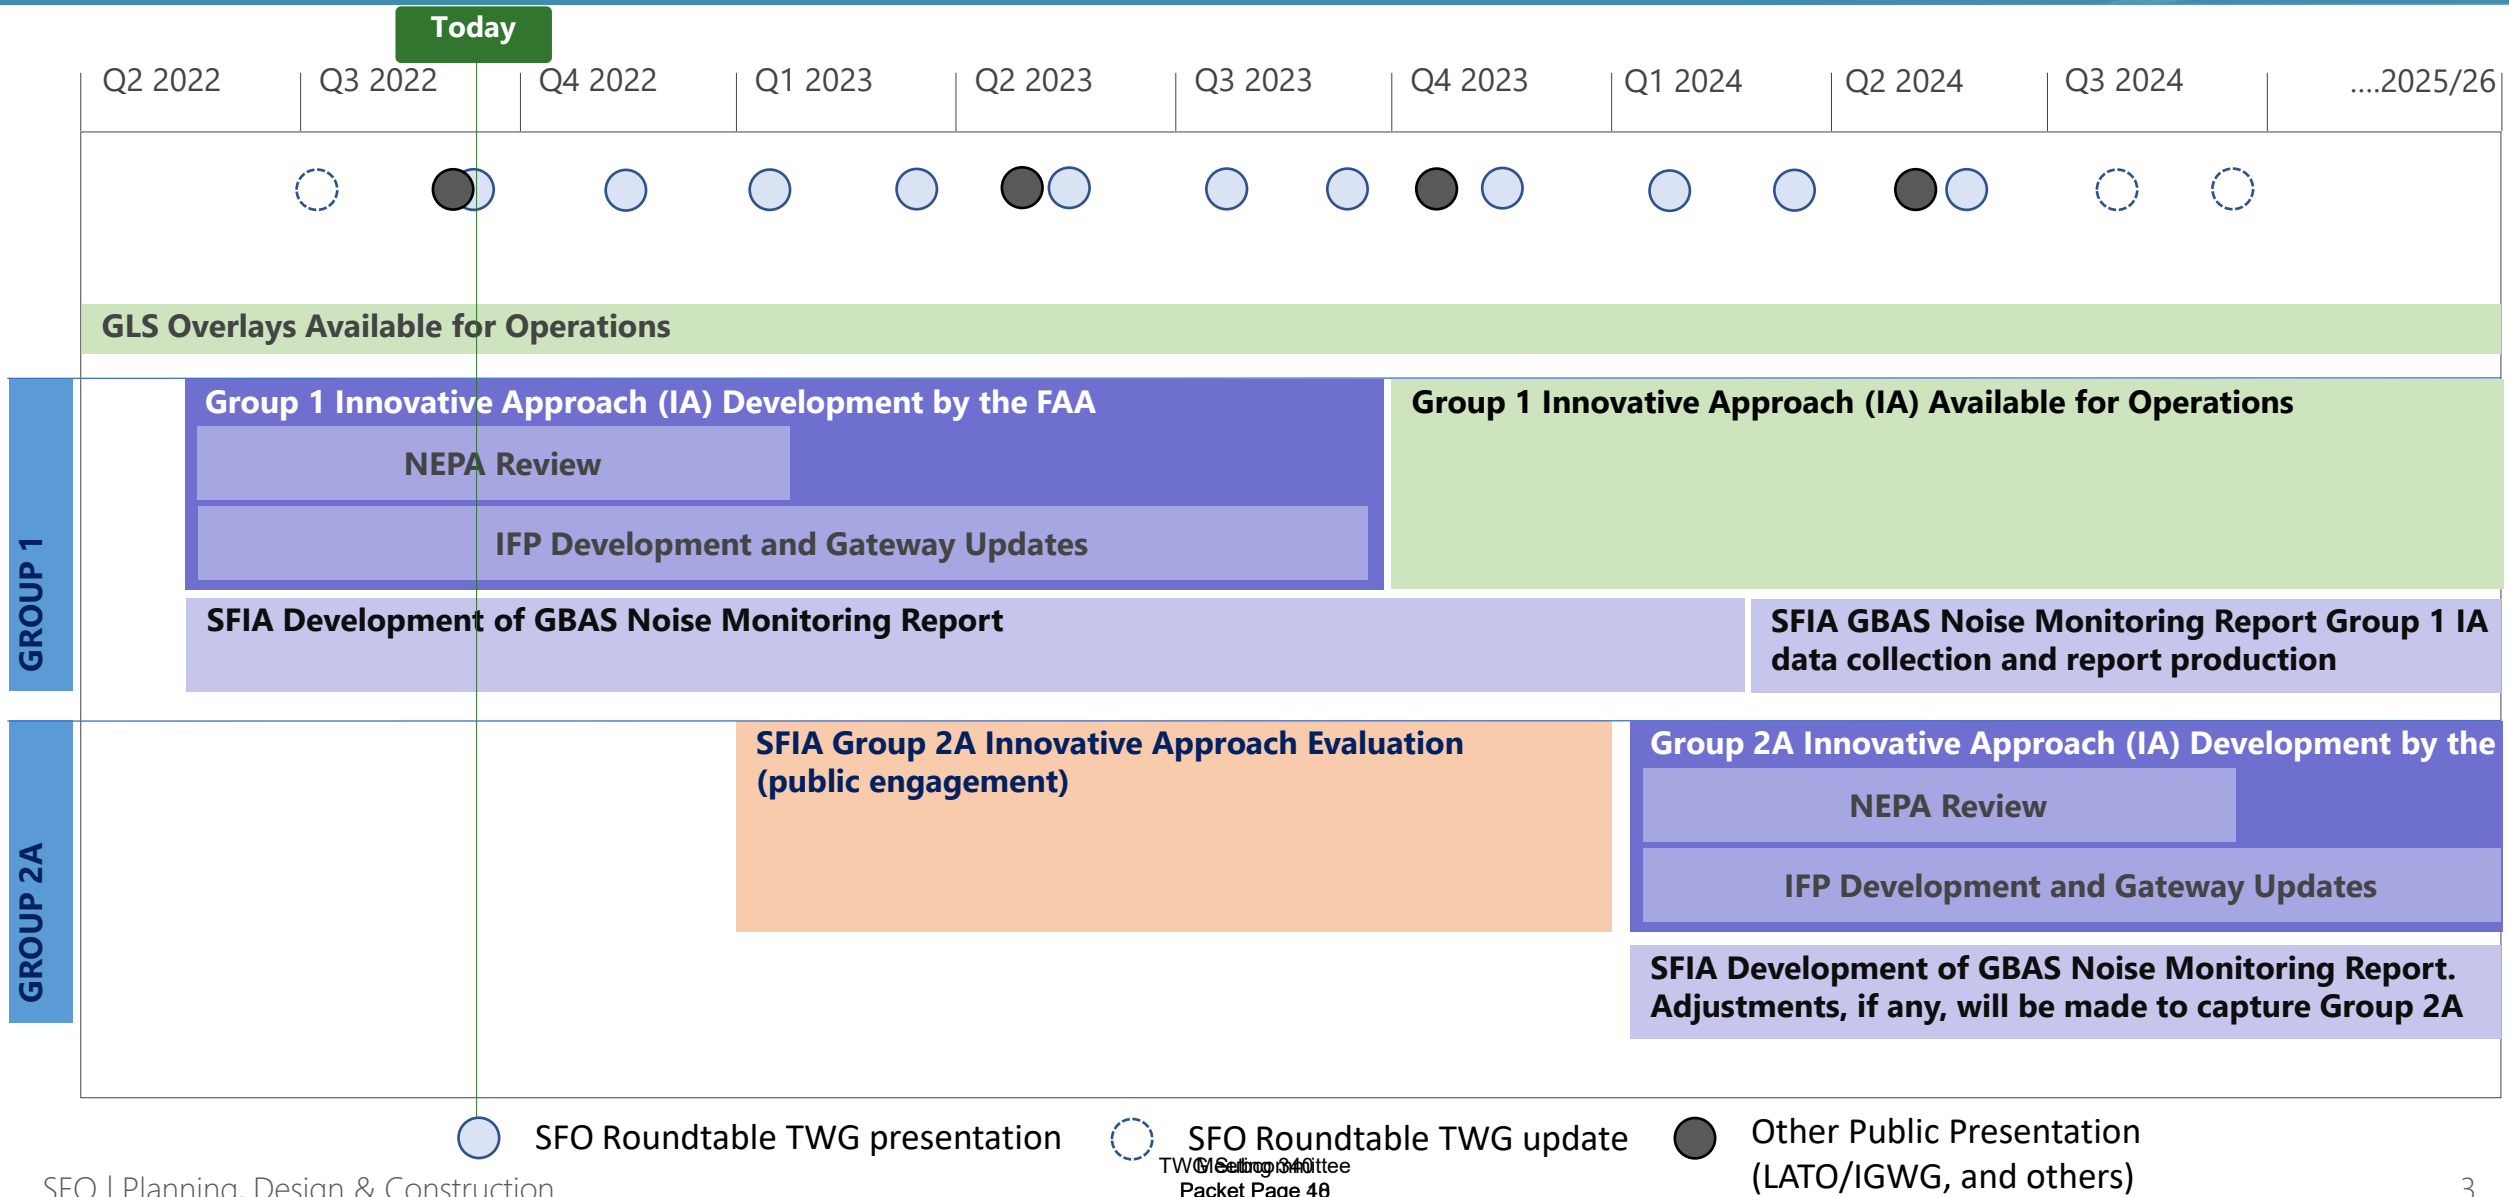 Today
Q2 2022 Q3 2022 Q4 2022 Q1 2023 Q2 2023 Q3 2023 Q4 2023 Q1 2024 Q2 2024 Q3 2024 ....2025/26
GLS Overlays Available for Operations
GROUP 1
Group 1 Innovative Approach (IA) Development by the FAA
NEPA Review
IFP Development and Gateway Updates
Group 1 Innovative Approach (IA) Available for Operations
SFIA Development of GBAS Noise Monitoring Report
SFIA GBAS Noise Monitoring Report Group 1 IA
data collection and report production
GROUP 2A
SFIA Group 2A Innovative Approach Evaluation
(public engagement)
Group 2A Innovative Approach (IA) Development by the
NEPA Review
IFP Development and Gateway Updates
SFIA Development of GBAS Noise Monitoring Report.
Adjustments, if any, will be made to capture Group 2A
SFO Roundtable TWG presentation
SFO Roundtable TWG update
Other Public Presentation
(LATO/IGWG, and others)
Packet Page
SFO | Planning, Design & Construction
3